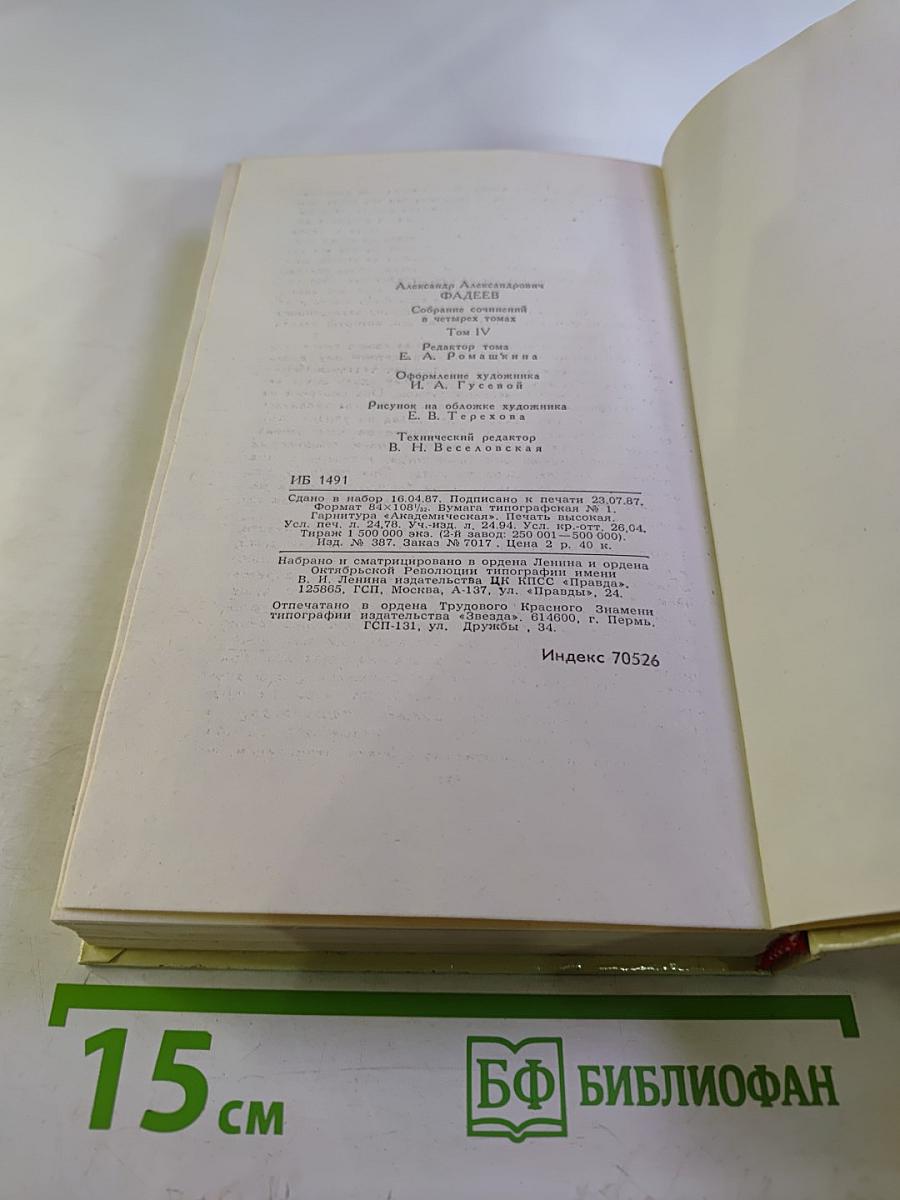 Александр Александрович
ФАДЕЕВ
Собрание сочинений
в четырех томах
Том IV
Редактор тома
Е. А. Ромашкина
Оформление художника
И. А. Гусевой
Рисунок на обложке художника
Е. В. Терехова
Технический редактор
В. Н. Веселовская
ИБ 1491
Сдано в набор 16.04.87. Подписано к печати 23.07.87.
Формат 84×108¹/₃₂. Бумага типографская № 1.
Гарнитура «Академическая». Печать высокая.
Усл. печ. л. 24,78. Уч.-изд. л. 24.94. Усл. кр.-отт. 26,04.
Тираж 1 500 000 экз. (2-й завод: 250 001—500 000).
Изд. № 387. Заказ № 7017 . Цена 2 р. 40 к.
Набрано и сматрицировано в ордена Ленина и ордена
Октябрьской Революции типографии имени
В. И. Ленина издательства ЦК КПСС «Правда».
125865, ГСП, Москва, А-137, ул. «Правды», 24.
Отпечатано в ордена Трудового Красного Знамени
типографии издательства «Звезда». 614600, г. Пермь,
ГСП-131, ул. Дружбы , 34.
Индекс 70526
15 см
БФ БИБЛИОФАН